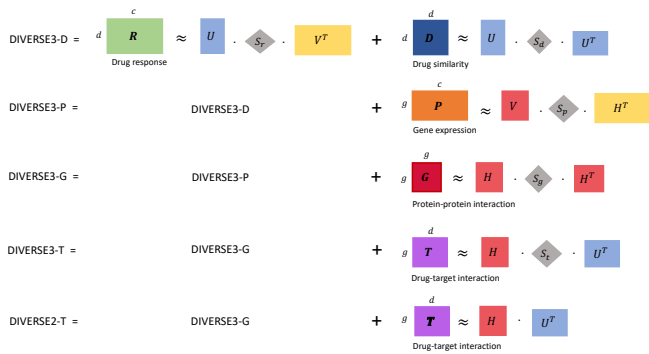 c d
DIVERSE3-D = d R ≈ U · S_r · V^T + d D ≈ U · S_d · U^T
Drug response Drug similarity
c
DIVERSE3-P = DIVERSE3-D + g P ≈ V · S_p · H^T
Gene expression
g
DIVERSE3-G = DIVERSE3-P + g G ≈ H · S_g · H^T
Protein-protein interaction
d
DIVERSE3-T = DIVERSE3-G + g T ≈ H · S_t · U^T
Drug-target interaction
d
DIVERSE2-T = DIVERSE3-G + g T ≈ H · U^T
Drug-target interaction